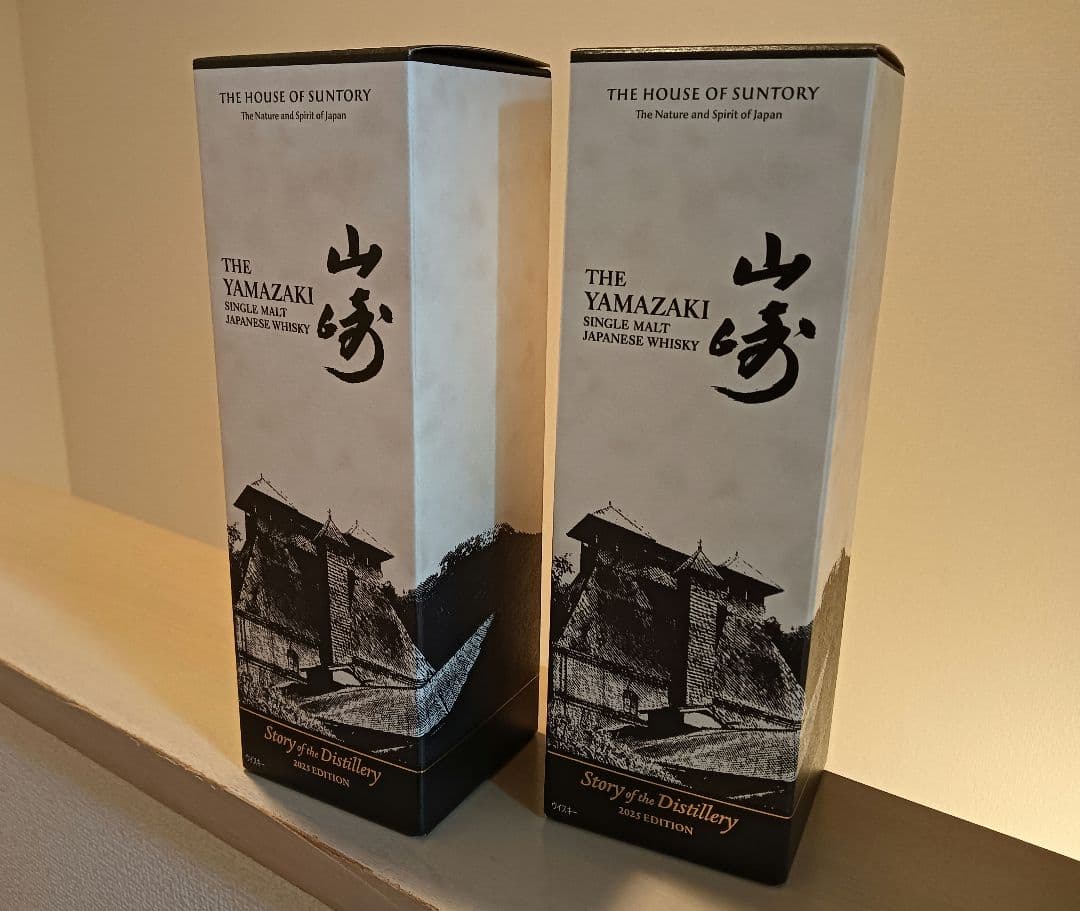 THE HOUSE OF SUNTORY
The Nature and Spirit of Japan
THE
YAMAZAKI
SINGLE MALT
JAPANESE WHISKY
山崎
Story of the Distillery
2025 EDITION
ウイスキー
THE HOUSE OF SUNTORY
The Nature and Spirit of Japan
THE
YAMAZAKI
SINGLE MALT
JAPANESE WHISKY
山崎
Story of the Distillery
2025 EDITION
ウイスキー